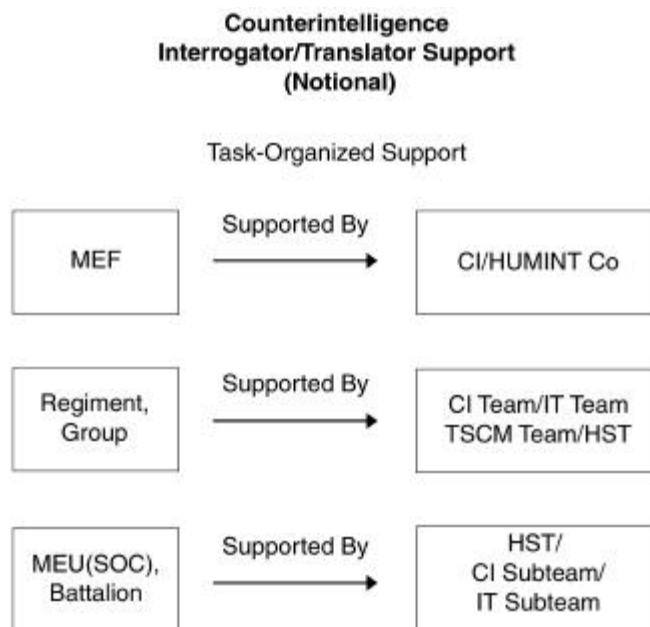 Counterintelligence
Interrogator/Translator Support
(Notional)
Task-Organized Support
MEF
Supported By
CI/HUMINT Co
Regiment,
Group
Supported By
CI Team/IT Team
TSCM Team/HST
MEU(SOC),
Battalion
Supported By
HST/
CI Subteam/
IT Subteam